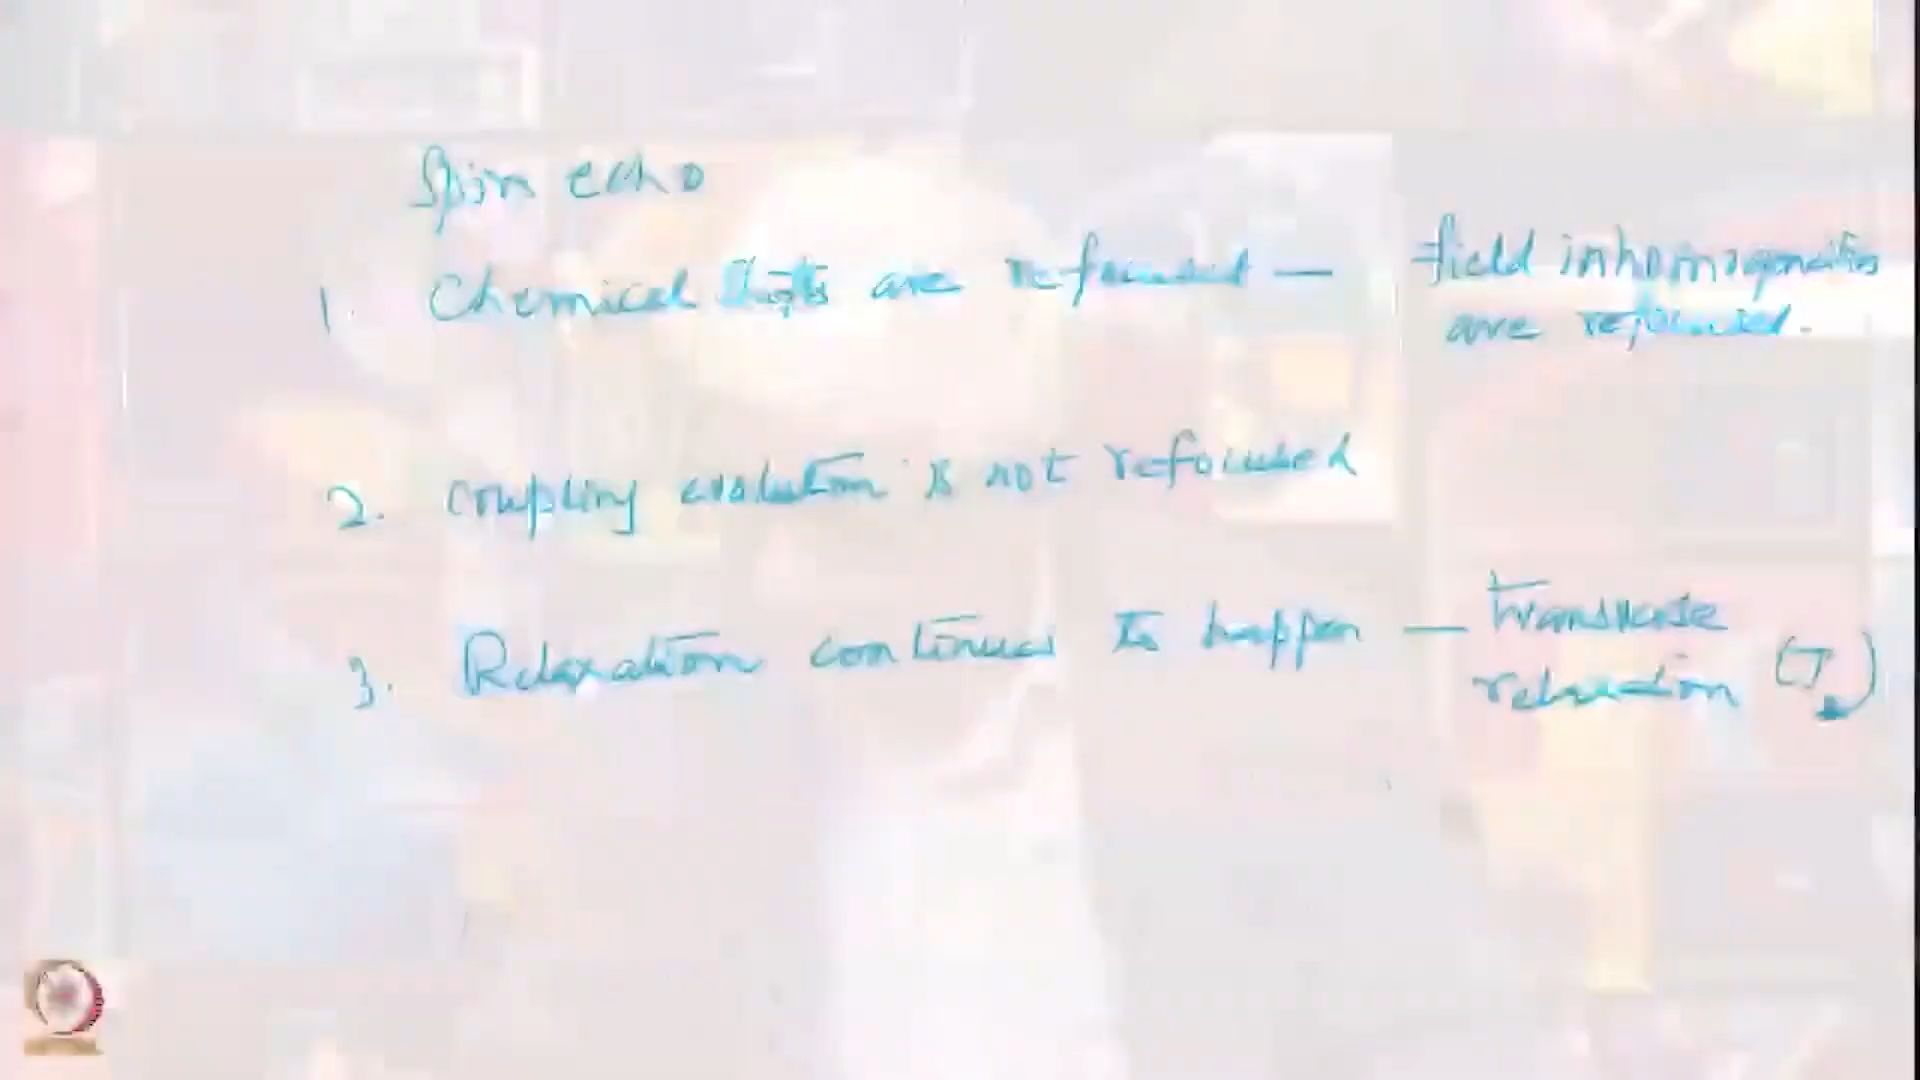 Spin echo
1. Chemical Shifts are refocused — field inhomogeneities
are refocused.
2. coupling evolution is not refocused
3. Relaxation continues to happen — transverse
relaxation (T2)